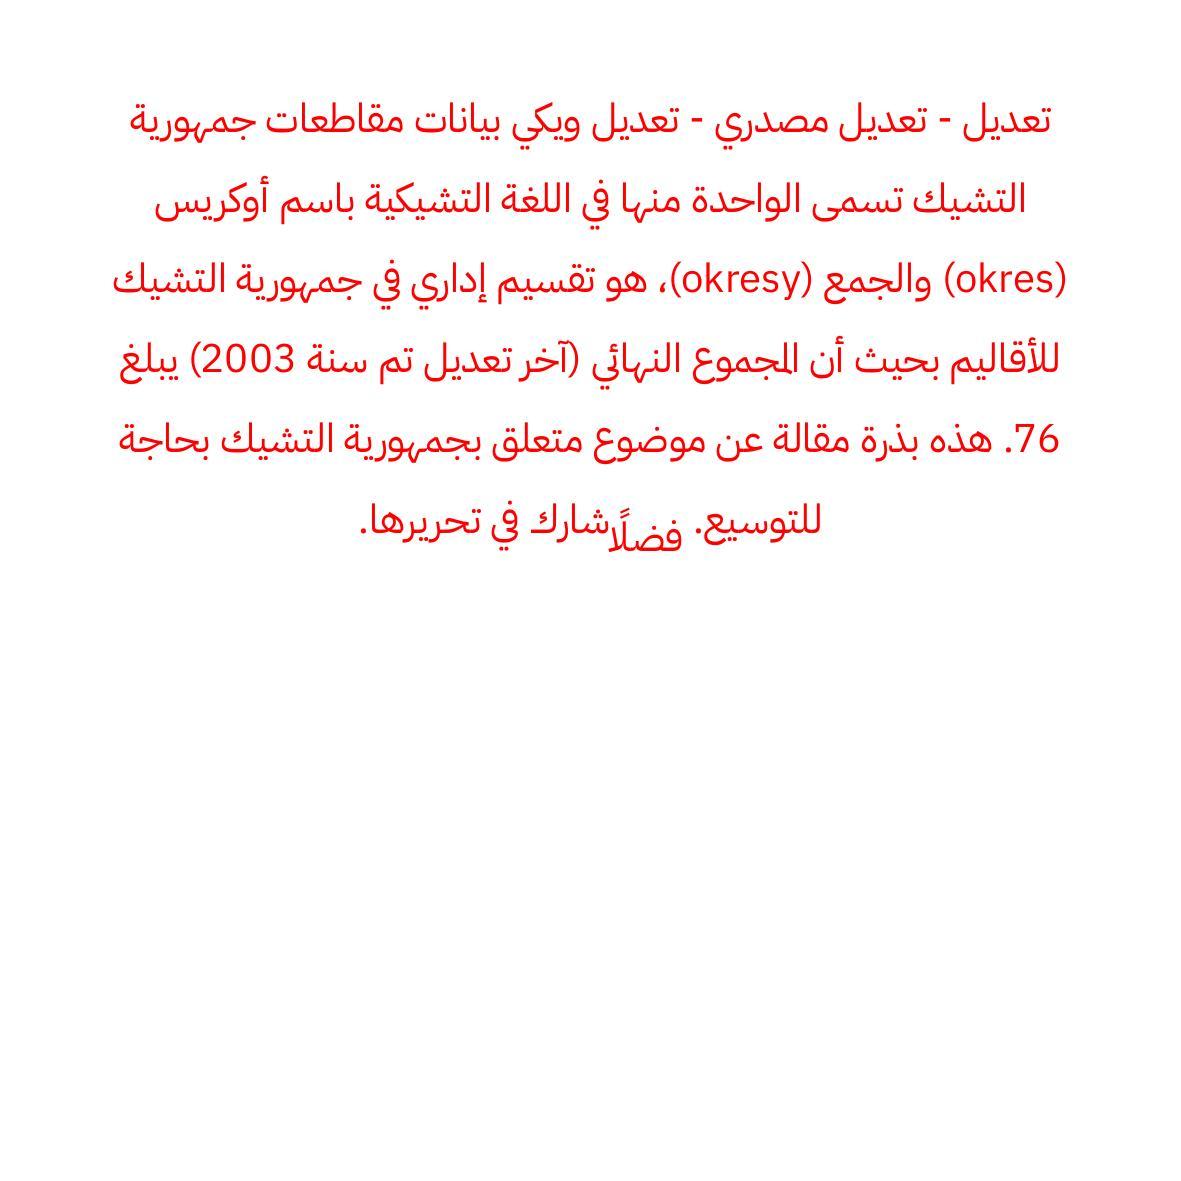 تعديل - تعديل مصدري - تعديل ويكي بيانات مقاطعات جمهورية
التشيك تسمى الواحدة منها في اللغة التشيكية باسم أوكريس
(okres) والجمع (okresy)، هو تقسيم إداري في جمهورية التشيك
للأقاليم بحيث أن المجموع النهائي (آخر تعديل تم سنة 2003) يبلغ
76. هذه بذرة مقالة عن موضوع متعلق بجمهورية التشيك بحاجة
للتوسيع. فضلًا شارك في تحريرها.